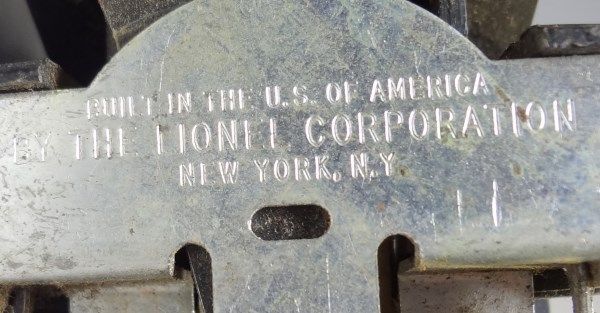 BUILT IN THE U.S. OF AMERICA
BY THE LIONEL CORPORATION
NEW YORK, N.Y